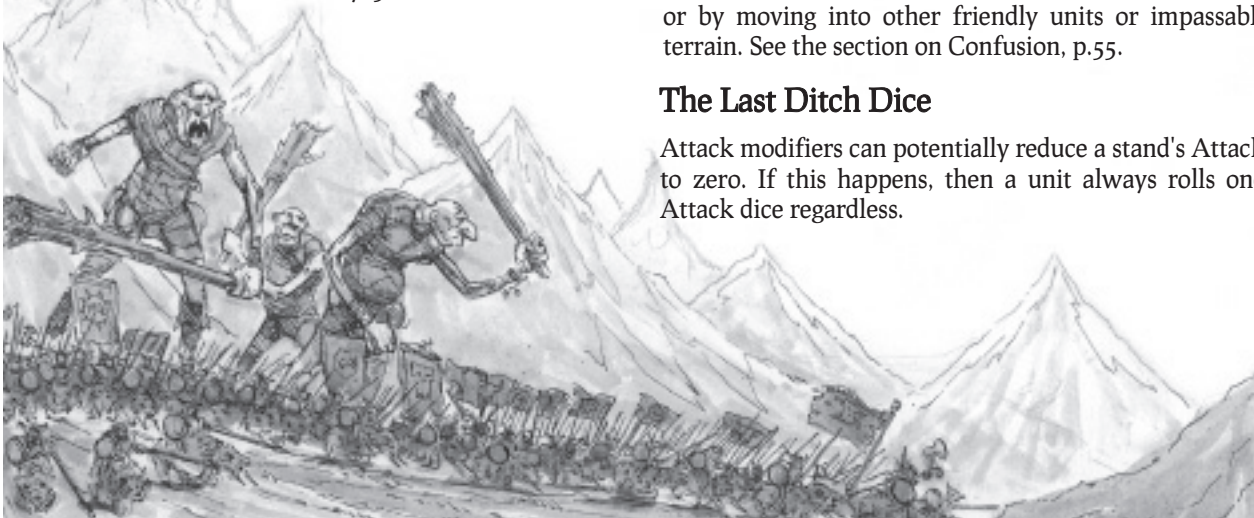 or by moving into other friendly units or impassabl
terrain. See the section on Confusion, p.55.
The Last Ditch Dice
Attack modifiers can potentially reduce a stand's Attac
to zero. If this happens, then a unit always rolls on
Attack dice regardless.